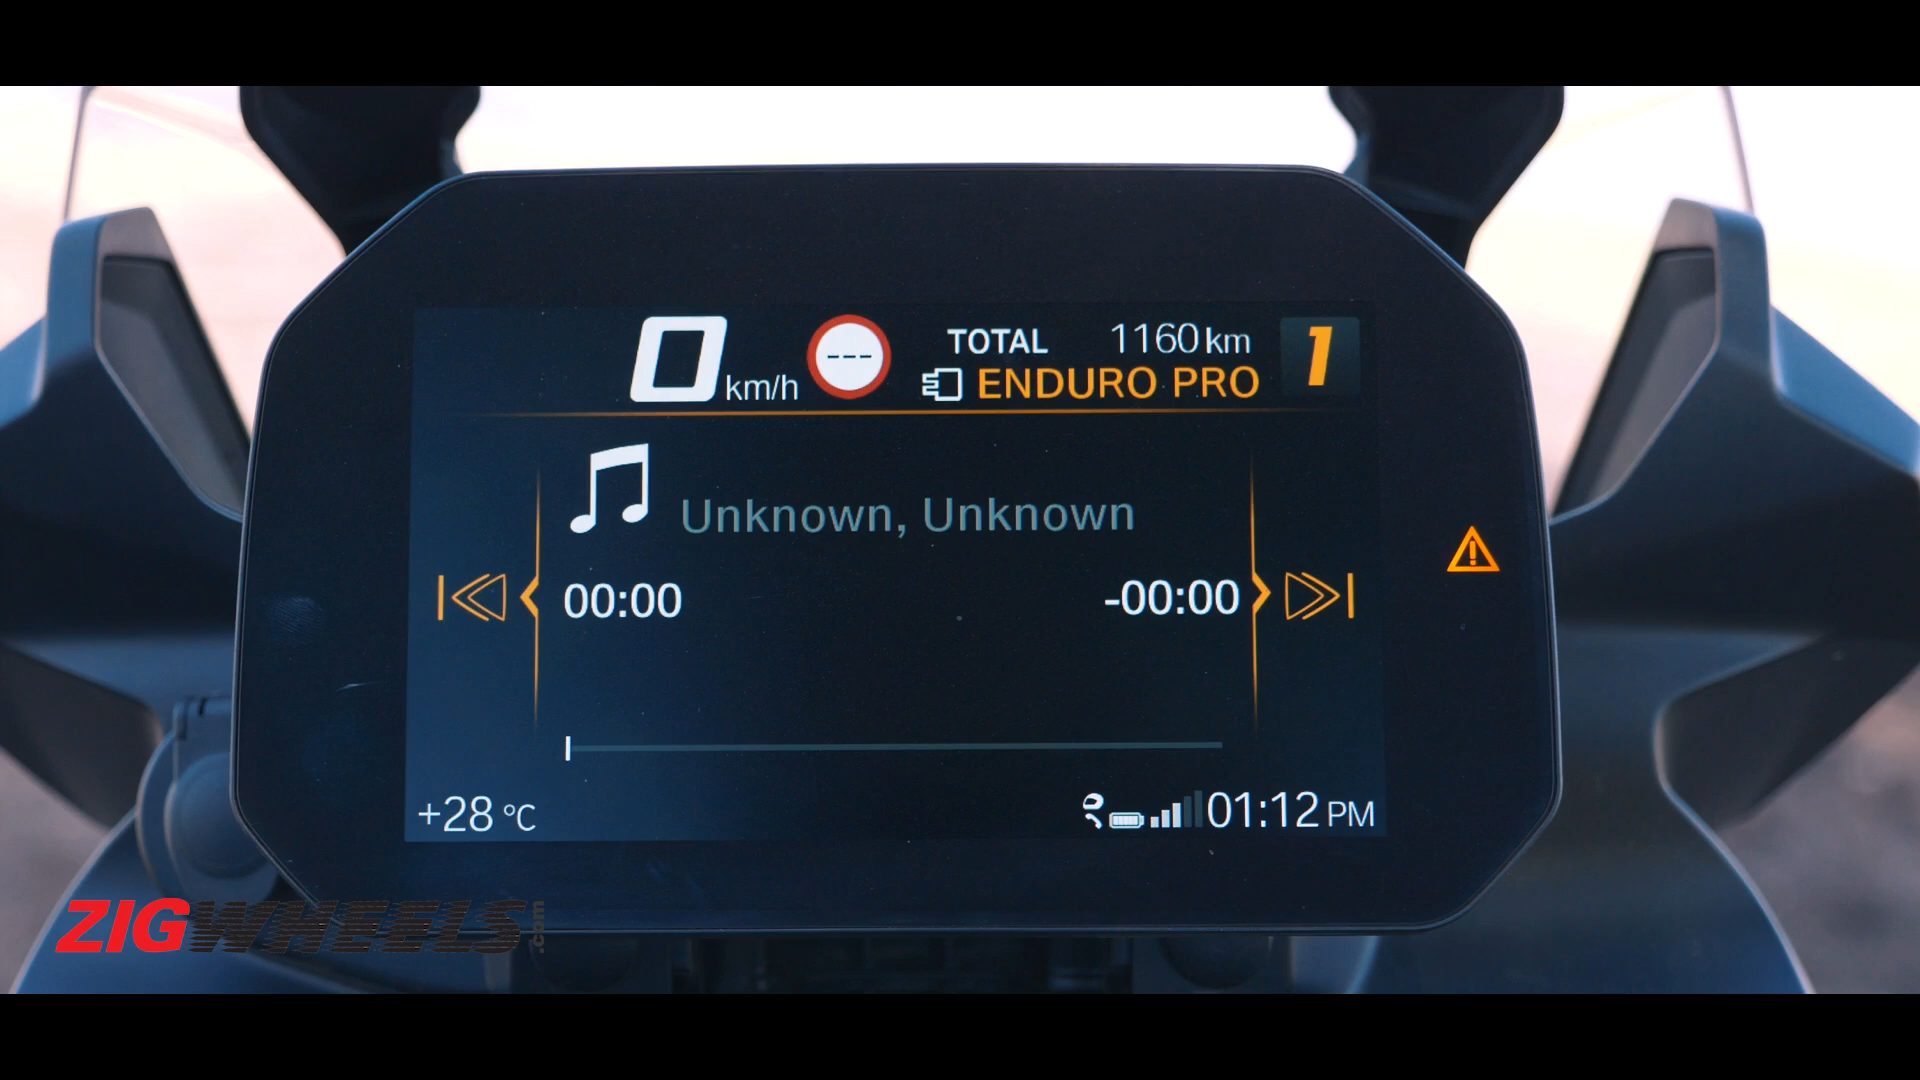 0 km/h
---
TOTAL 1160 km
ENDURO PRO
1
Unknown, Unknown
00:00
-00:00
+28 °C
01:12 PM
ZIGWHEELS.com